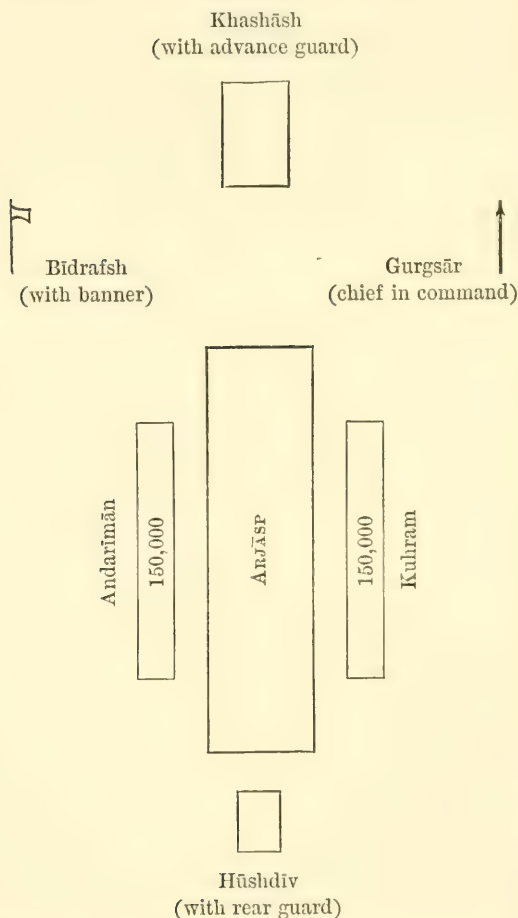 Khashāsh
(with advance guard)
Bīdrafsh
(with banner)
Gurgsār
(chief in command)
Andarīmān
150,000
ARJĀSP
150,000
Kuhram
Hūshdīv
(with rear guard)